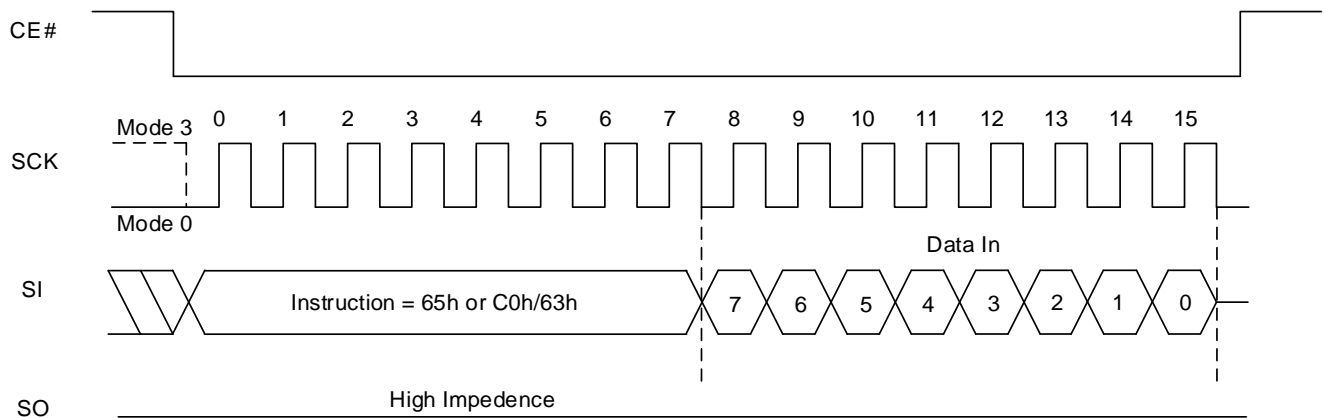 CE#
Mode 3
0 1 2 3 4 5 6 7 8 9 10 11 12 13 14 15
SCK
Mode 0
Data In
SI
Instruction = 65h or C0h/63h
7 6 5 4 3 2 1 0
High Impedence
SO